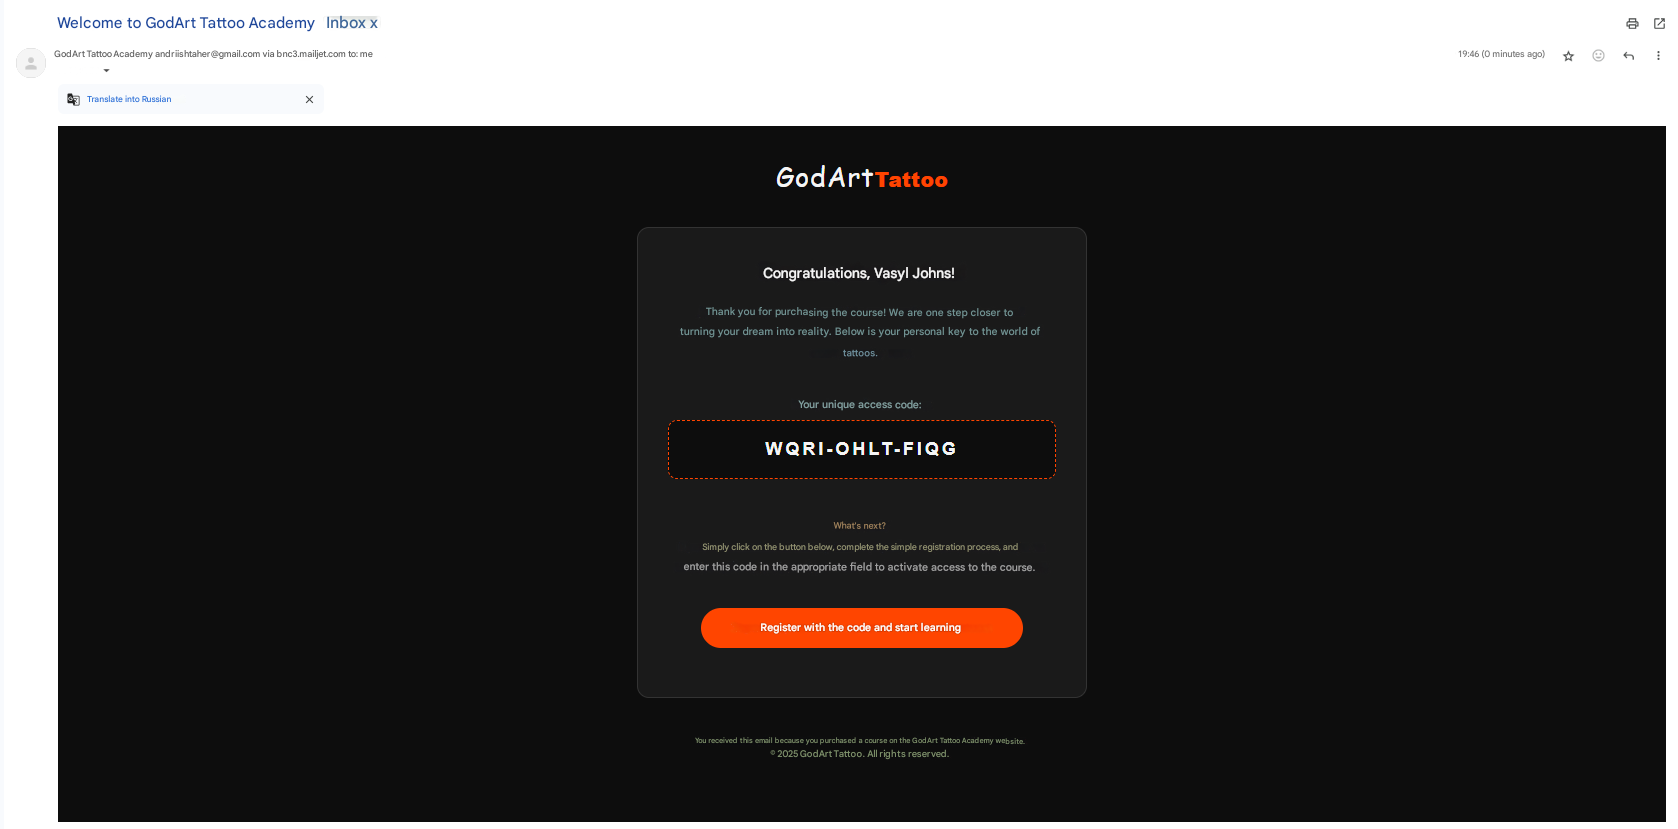 Welcome to GodArt Tattoo Academy Inbox x
GodArt Tattoo Academy andriishtaher@gmail.com via bnc3.mailjet.com to: me
19:46 (0 minutes ago)
Translate into Russian
GodArtTattoo
Congratulations, Vasyl Johns!
Thank you for purchasing the course! We are one step closer to
turning your dream into reality. Below is your personal key to the world of
tattoos.
Your unique access code:
WQRI-OHLT-FIQG
What's next?
Simply click on the button below, complete the simple registration process, and
enter this code in the appropriate field to activate access to the course.
Register with the code and start learning
You received this email because you purchased a course on the GodArt Tattoo Academy website.
© 2025 GodArt Tattoo. All rights reserved.